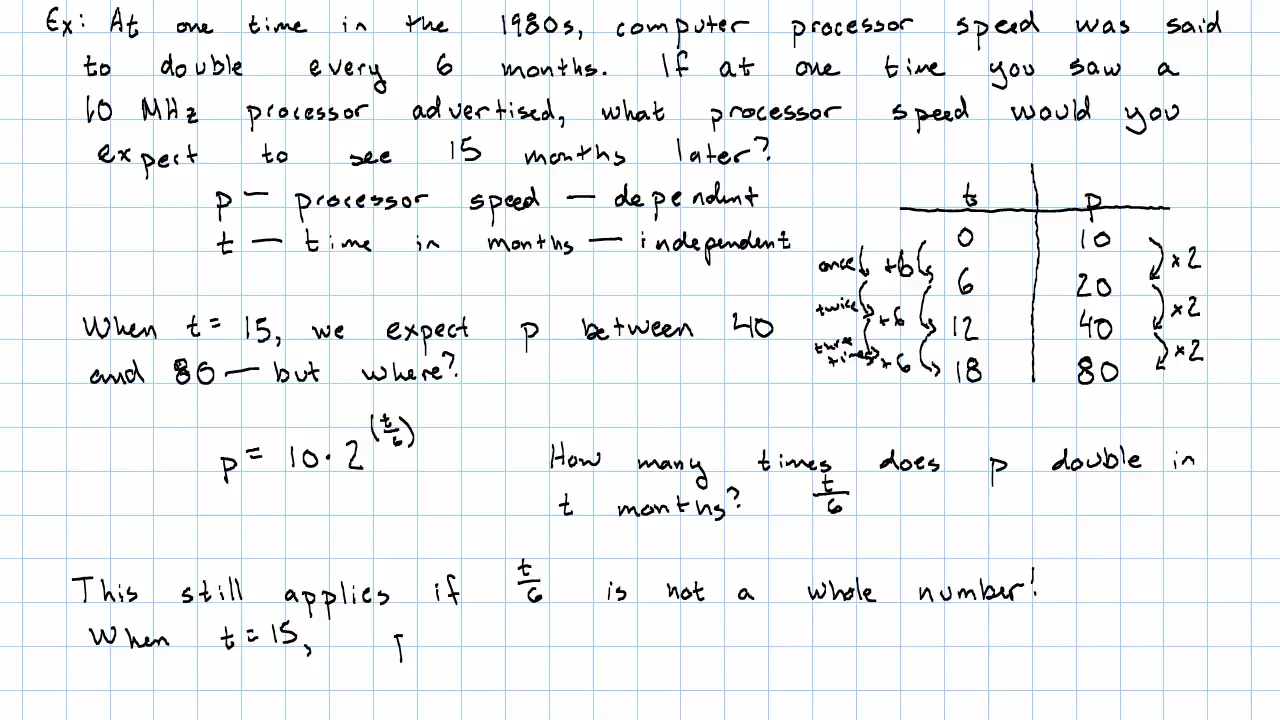 Ex: At one time in the 1980s, computer processor speed was said
to double every 6 months. If at one time you saw a
10 MHz processor advertised, what processor speed would you
expect to see 15 months later?
p — processor speed — dependent
t — time in months — independent
t p
0 10
once +6 x2
6 20
twice +6 x2
12 40
three times +6 x2
18 80
When t = 15, we expect p between 40
and 80 — but where?
p = 10 · 2^(t/6)
How many times does p double in
t months? t/6
This still applies if t/6 is not a whole number!
When t = 15,